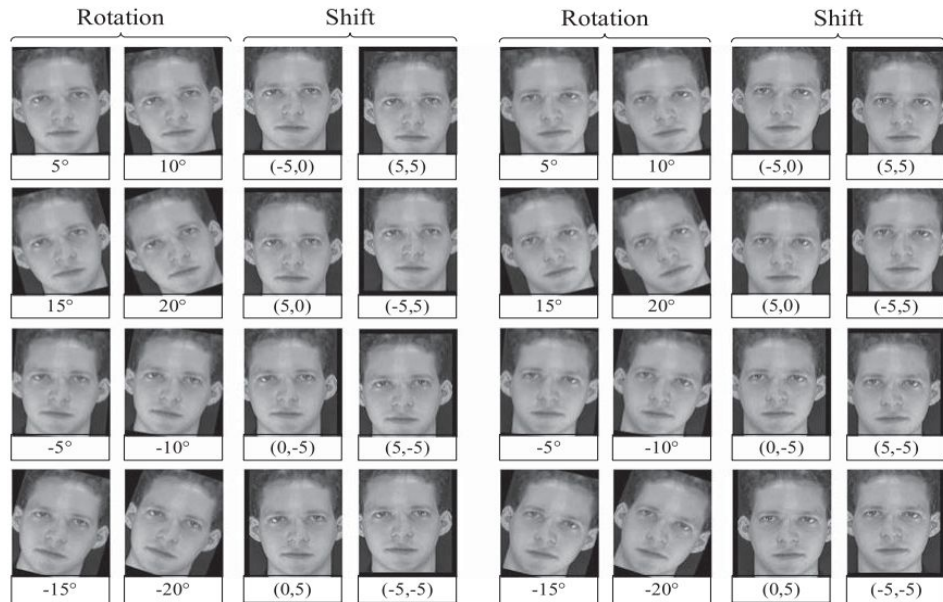 Rotation Shift Rotation Shift
5° 10° (-5,0) (5,5) 5° 10° (-5,0) (5,5)
15° 20° (5,0) (-5,5) 15° 20° (5,0) (-5,5)
-5° -10° (0,-5) (5,-5) -5° -10° (0,-5) (5,-5)
-15° -20° (0,5) (-5,-5) -15° -20° (0,5) (-5,-5)